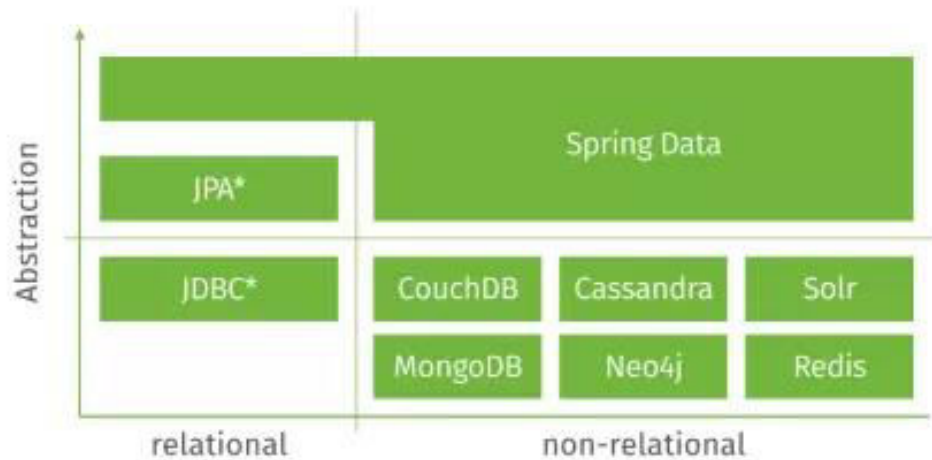 Abstraction
Spring Data
JPA*
JDBC*
CouchDB
Cassandra
Solr
MongoDB
Neo4j
Redis
relational
non-relational